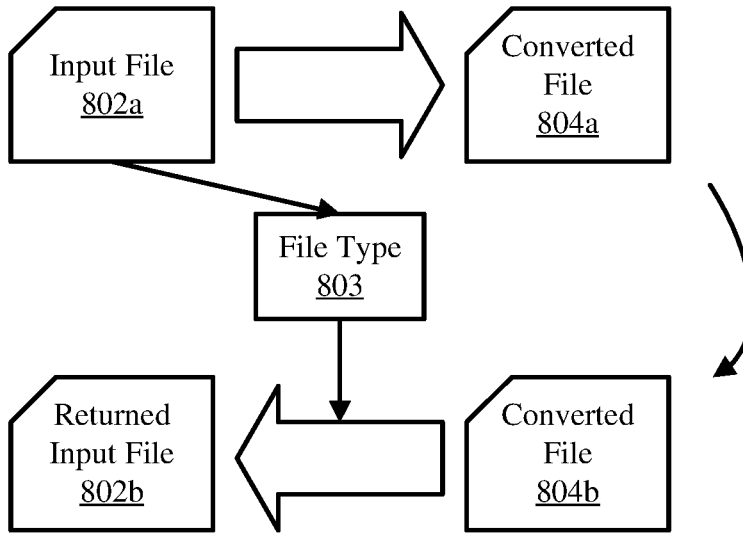 Input File
802a
Converted
File
804a
File Type
803
Returned
Input File
802b
Converted
File
804b